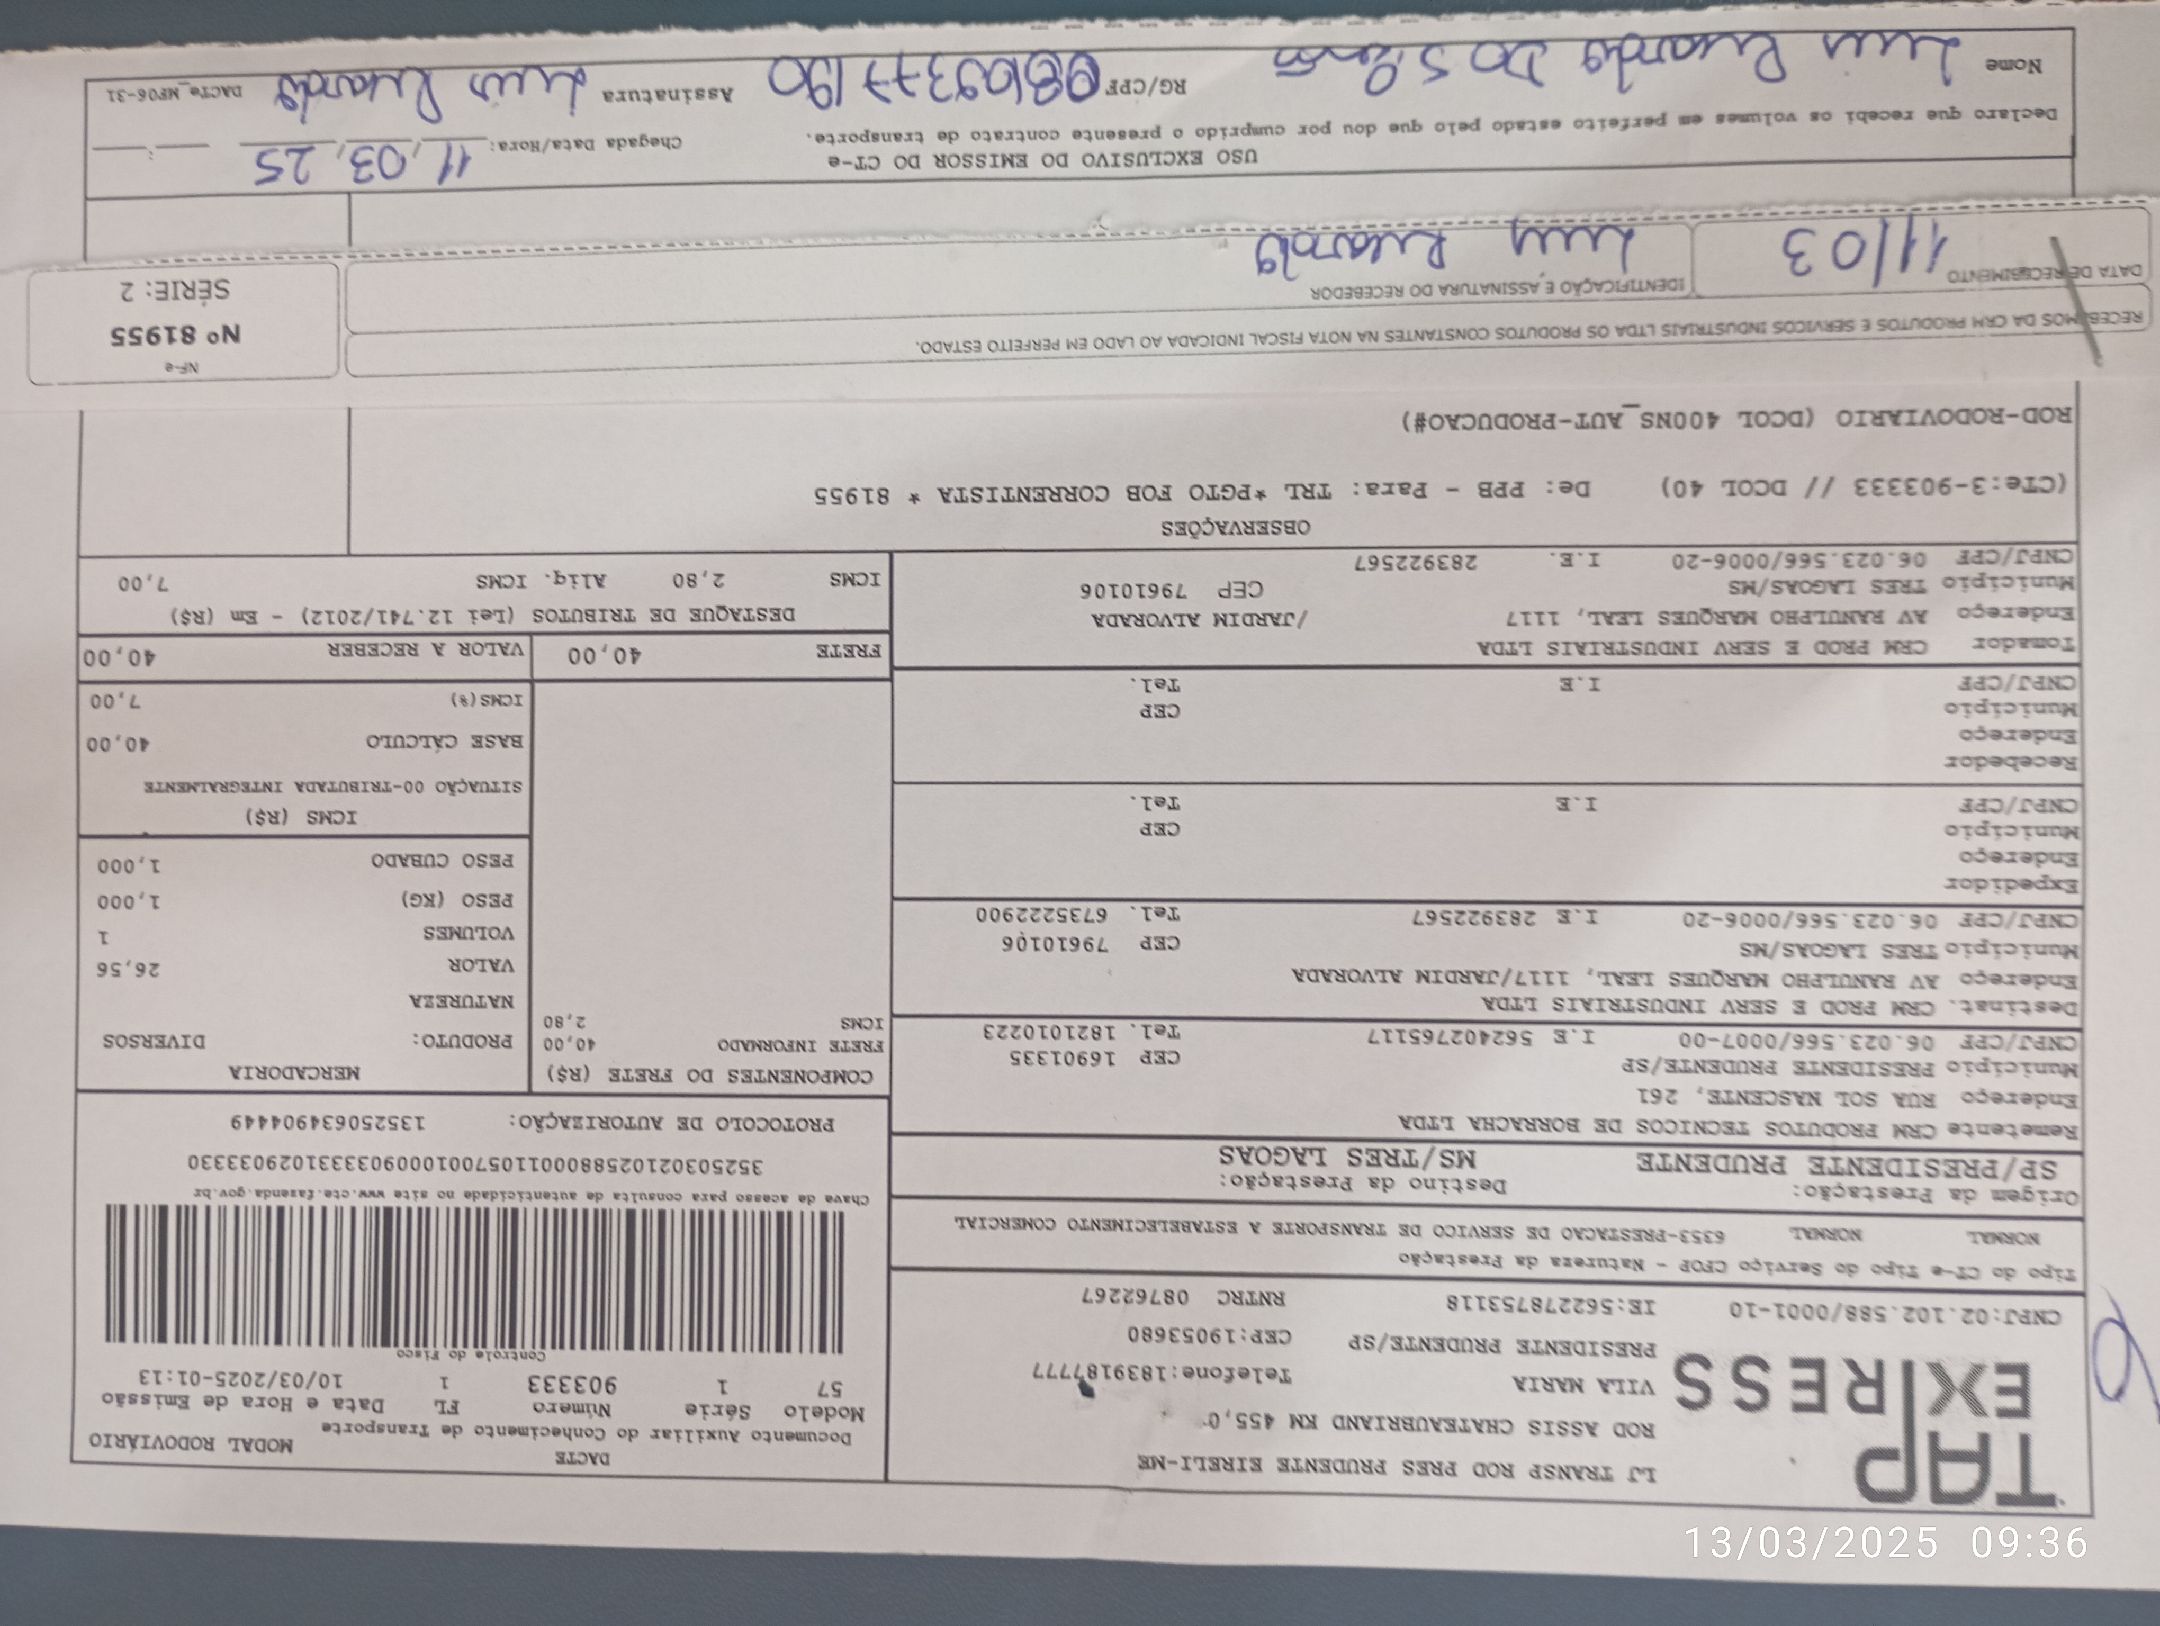 TAP
EXPRESS
LJ TRANSP ROD PRES PRUDENTE EIRELI-ME
ROD ASSIS CHATEAUBRIAND KM 455,0
VILA MARIA Telefone:1839187777
PRESIDENTE PRUDENTE/SP CEP:19053680
CNPJ:02.102.588/0001-10 IE:562278753118 RNTRC 08762267
DACTE MODAL RODOVIÁRIO
Documento Auxiliar do Conhecimento de Transporte
Modelo Série Número FL Data e Hora de Emissão
57 1 903333 1 10/03/2025-01:13
Controle do Fisco
Chave de acesso para consulta de autenticidade no site www.cte.fazenda.gov.br
35250302102588000110570010009033331029033330
PROTOCOLO DE AUTORIZAÇÃO: 135250634904449
Tipo do CT-e Tipo do Serviço CFOP - Natureza da Prestação
NORMAL NORMAL 6353-PRESTACAO DE SERVICO DE TRANSPORTE A ESTABELECIMENTO COMERCIAL
Origem da Prestação: Destino da Prestação:
SP/PRESIDENTE PRUDENTE MS/TRES LAGOAS
Remetente CRM PRODUTOS TECNICOS DE BORRACHA LTDA
Endereço RUA SOL NASCENTE, 261
Município PRESIDENTE PRUDENTE/SP CEP 16901335
CNPJ/CPF 06.023.566/0007-00 I.E 562402765117 Tel. 1821010223
Destinat. CRM PROD E SERV INDUSTRIAIS LTDA
Endereço AV RANULPHO MARQUES LEAL, 1117/JARDIM ALVORADA
Município TRES LAGOAS/MS CEP 79610106
CNPJ/CPF 06.023.566/0006-20 I.E 283922567 Tel. 6735222900
Expedidor
Endereço
Município CEP
CNPJ/CPF I.E Tel.
Recebedor
Endereço
Município CEP
CNPJ/CPF I.E Tel.
Tomador CRM PROD E SERV INDUSTRIAIS LTDA
Endereço AV RANULPHO MARQUES LEAL, 1117 /JARDIM ALVORADA
Município TRES LAGOAS/MS CEP 79610106
CNPJ/CPF 06.023.566/0006-20 I.E. 283922567
COMPONENTES DO FRETE (R$)
FRETE INFORMADO 40,00
ICMS 2,80
MERCADORIA
PRODUTO: DIVERSOS
NATUREZA
VALOR 26,56
VOLUMES 1
PESO (KG) 1,000
PESO CUBADO 1,000
ICMS (R$)
SITUAÇÃO 00-TRIBUTADA INTEGRALMENTE
BASE CÁLCULO 40,00
ICMS(%) 7,00
FRETE 40,00 VALOR A RECEBER 40,00
DESTAQUE DE TRIBUTOS (Lei 12.741/2012) - Em (R$)
ICMS 2,80 Aliq. ICMS 7,00
OBSERVAÇÕES
(CTe:3-903333 // DCOL 40) De: PPB - Para: TRL *PGTO FOB CORRENTISTA * 81955
ROD-RODOVIARIO (DCOL 400NS_AUT-PRODUCAO#)
RECEBEMOS DA CRM PRODUTOS E SERVICOS INDUSTRIAIS LTDA OS PRODUTOS CONSTANTES NA NOTA FISCAL INDICADA AO LADO EM PERFEITO ESTADO.
DATA DE RECEBIMENTO IDENTIFICAÇÃO E ASSINATURA DO RECEBEDOR
11/03 Luis Ricardo
NF-e
Nº 81955
SÉRIE: 2
USO EXCLUSIVO DO EMISSOR DO CT-e
Declaro que recebi os volumes em perfeito estado pelo que dou por cumprido o presente contrato de transporte.
Chegada Data/Hora: 11/03/25 __:__
Nome Luis Ricardo DO S. RG/CPF Assinatura Luis Ricardo DACTe_MF06-31
13/03/2025 09:36